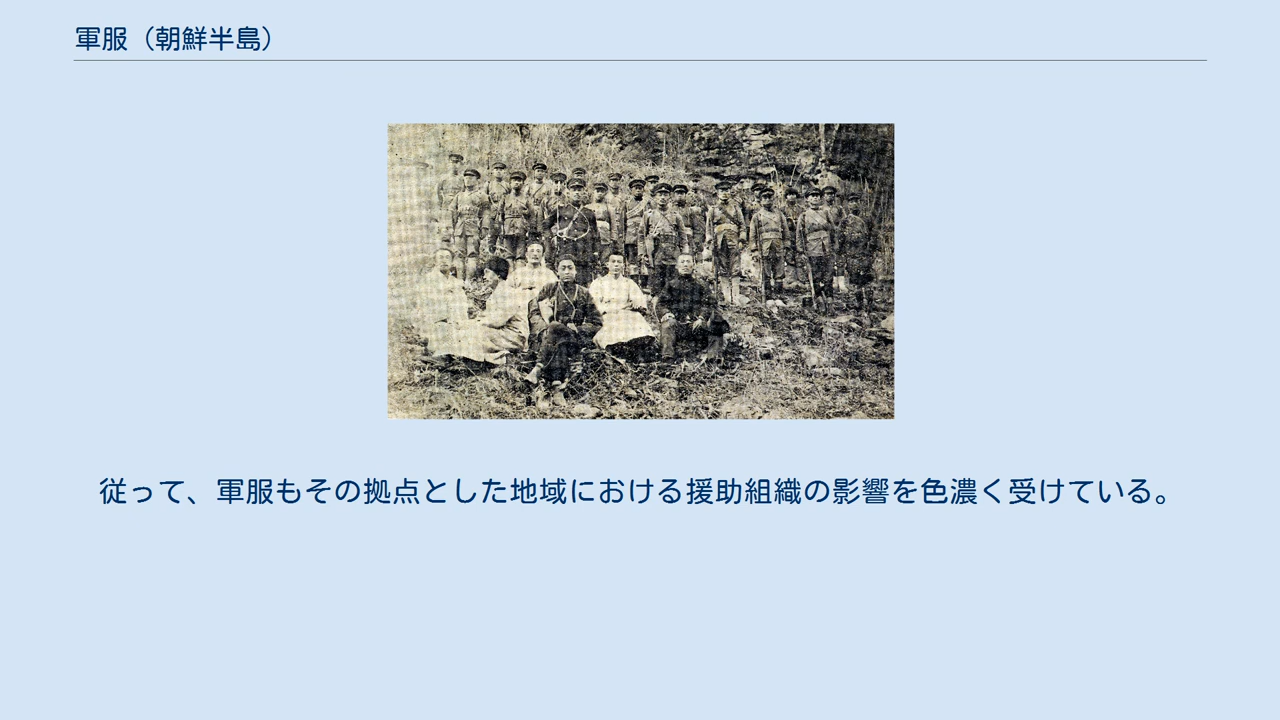 軍服（朝鮮半島）
従って、軍服もその拠点とした地域における援助組織の影響を色濃く受けている。